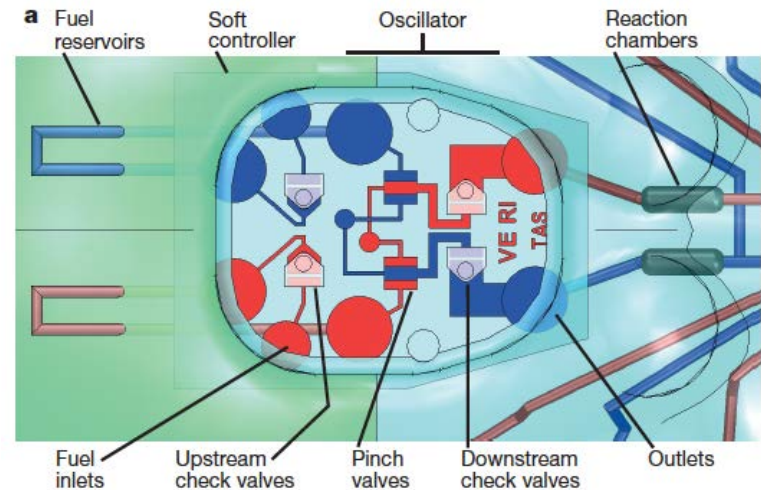 a
Fuel
reservoirs
Soft
controller
Oscillator
Reaction
chambers
VE RI
TAS
Fuel
inlets
Upstream
check valves
Pinch
valves
Downstream
check valves
Outlets